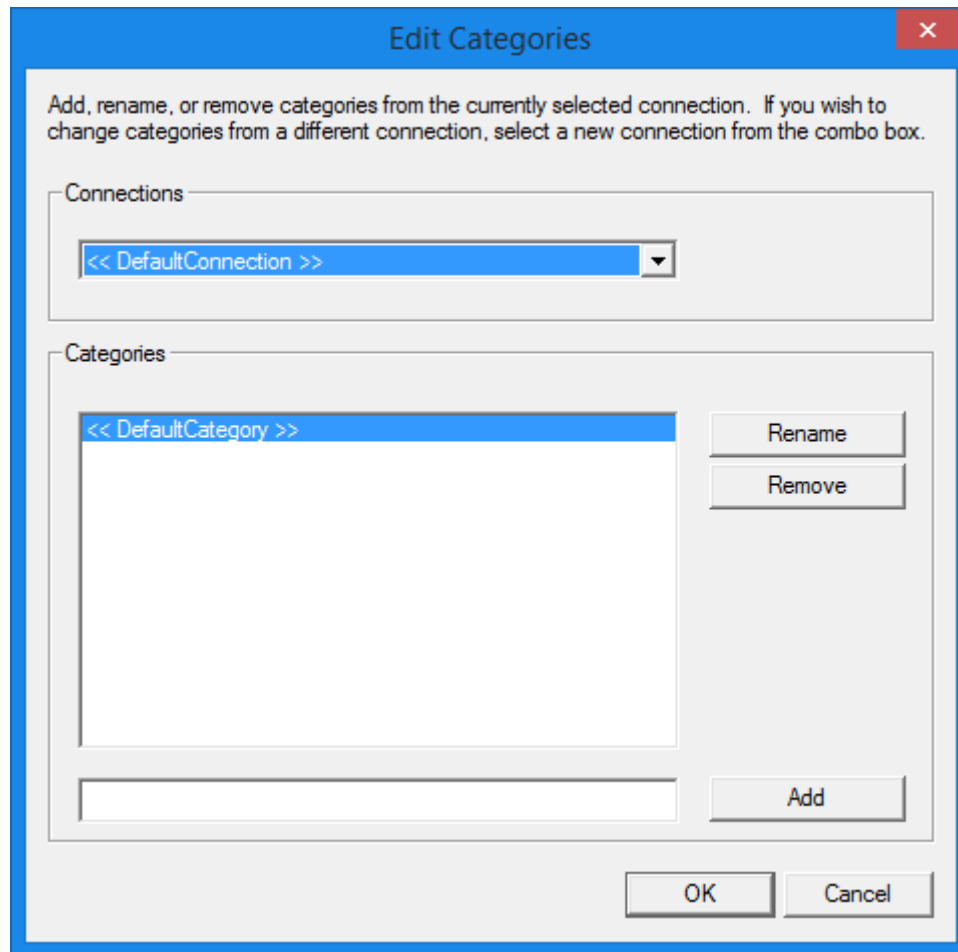 Edit Categories
Add, rename, or remove categories from the currently selected connection.  If you wish to
change categories from a different connection, select a new connection from the combo box.
Connections
<< DefaultConnection >>
Categories
<< DefaultCategory >>
Rename
Remove
Add
OK
Cancel